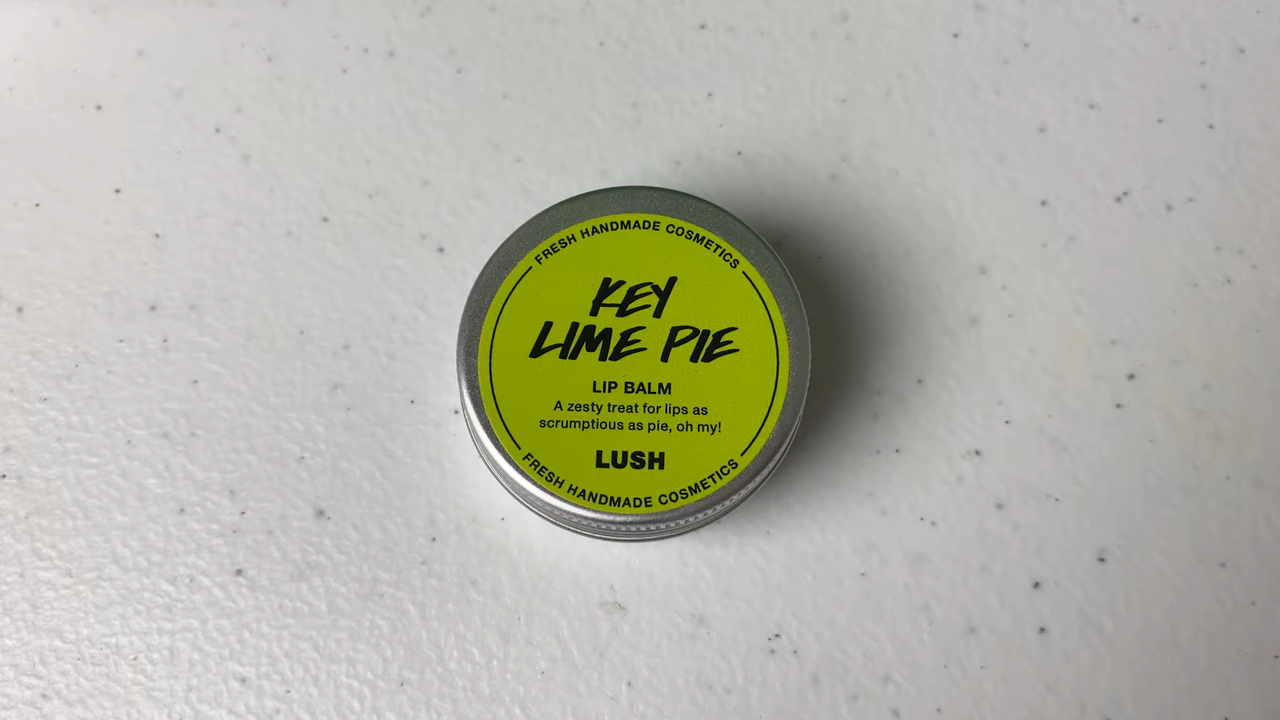 FRESH HANDMADE COSMETICS
KEY
LIME PIE
LIP BALM
A zesty treat for lips as
scrumptious as pie, oh my!
LUSH
FRESH HANDMADE COSMETICS